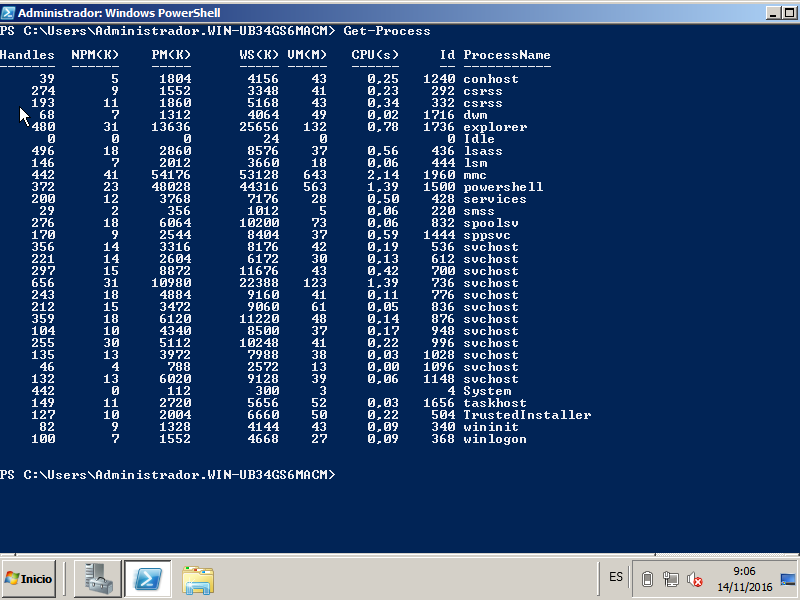 Administrador: Windows PowerShell
PS C:\Users\Administrador.WIN-UB34GS6MACM> Get-Process
Handles NPM(K) PM(K) WS(K) VM(M) CPU(s) Id ProcessName
------- ------ ----- ----- ----- ------ -- -----------
39 5 1804 4156 43 0,25 1240 conhost
274 9 1552 3348 41 0,23 292 csrss
193 11 1860 5168 43 0,34 332 csrss
68 7 1312 4064 49 0,02 1716 dwm
480 31 13636 25656 132 0,78 1736 explorer
0 0 0 24 0 0 Idle
496 18 2860 8576 37 0,56 436 lsass
146 7 2012 3660 18 0,06 444 lsm
442 41 54176 53128 643 2,14 1960 mmc
372 23 48028 44316 563 1,39 1500 powershell
200 12 3768 7176 28 0,50 428 services
29 2 356 1012 5 0,06 220 smss
276 18 6064 10200 73 0,06 832 spoolsv
170 9 2544 8404 37 0,59 1444 sppsvc
356 14 3316 8176 42 0,19 536 svchost
221 14 2604 6172 30 0,13 612 svchost
297 15 8872 11676 43 0,42 700 svchost
656 31 10980 22388 123 1,39 736 svchost
243 18 4884 9160 41 0,11 776 svchost
212 15 3472 9060 61 0,05 836 svchost
359 18 6120 11220 48 0,14 876 svchost
104 10 4340 8500 37 0,17 948 svchost
255 30 5112 10248 41 0,22 996 svchost
135 13 3972 7988 38 0,03 1028 svchost
46 4 788 2572 13 0,00 1096 svchost
132 13 6020 9128 39 0,06 1148 svchost
442 0 112 300 3 4 System
149 11 2720 5656 52 0,03 1656 taskhost
127 10 2004 6660 50 0,22 504 TrustedInstaller
82 9 1328 4144 43 0,09 340 wininit
100 7 1552 4668 27 0,09 368 winlogon
PS C:\Users\Administrador.WIN-UB34GS6MACM>
Inicio
ES
9:06
14/11/2016